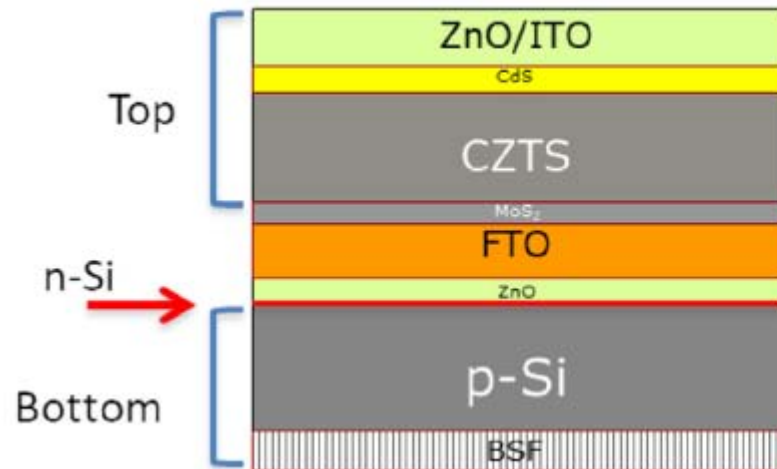 ZnO/ITO
CdS
Top
CZTS
MoS₂
FTO
n-Si
ZnO
p-Si
Bottom
BSF